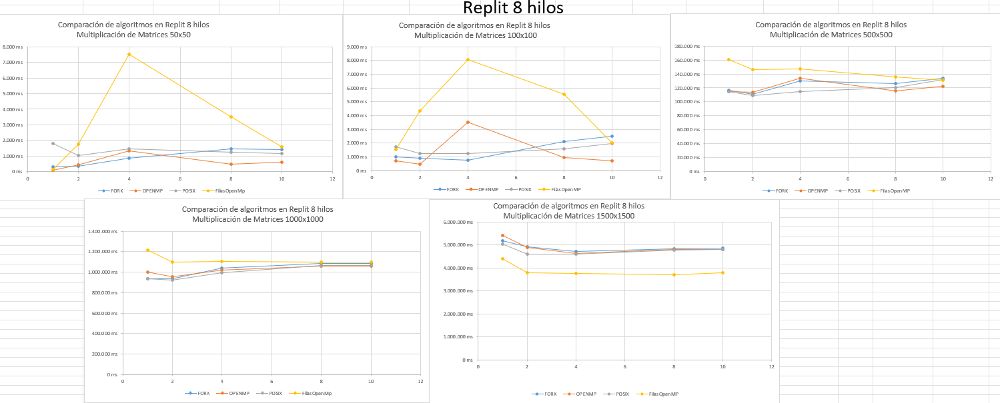 Replit 8 hilos
Comparación de algoritmos en Replit 8 hilos
Multiplicación de Matrices 50x50
8.000 ms
7.000 ms
6.000 ms
5.000 ms
4.000 ms
3.000 ms
2.000 ms
1.000 ms
0 ms
0 2 4 6 8 10 12
FORK OPENMP POSIX Filas Open Mp
Comparación de algoritmos en Replit 8 hilos
Multiplicación de Matrices 100x100
9.000 ms
8.000 ms
7.000 ms
6.000 ms
5.000 ms
4.000 ms
3.000 ms
2.000 ms
1.000 ms
0 ms
0 2 4 6 8 10 12
FORK OPENMP POSIX Filas Open MP
Comparación de algoritmos en Replit 8 hilos
Multiplicación de Matrices 500x500
180.000 ms
160.000 ms
140.000 ms
120.000 ms
100.000 ms
80.000 ms
60.000 ms
40.000 ms
20.000 ms
0 ms
0 2 4 6 8 10 12
FORK OPENMP POSIX Filas Open MP
Comparación de algoritmos en Replit 8 hilos
Multiplicación de Matrices 1000x1000
1.400.000 ms
1.200.000 ms
1.000.000 ms
800.000 ms
600.000 ms
400.000 ms
200.000 ms
0 ms
0 2 4 6 8 10 12
FORK OPENMP POSIX Filas Open Mp
Comparación de algoritmos en Replit 8 hilos
Multiplicación de Matrices 1500x1500
6.000.000 ms
5.000.000 ms
4.000.000 ms
3.000.000 ms
2.000.000 ms
1.000.000 ms
0 ms
0 2 4 6 8 10 12
FORK OPENMP POSIX Filas Open MP